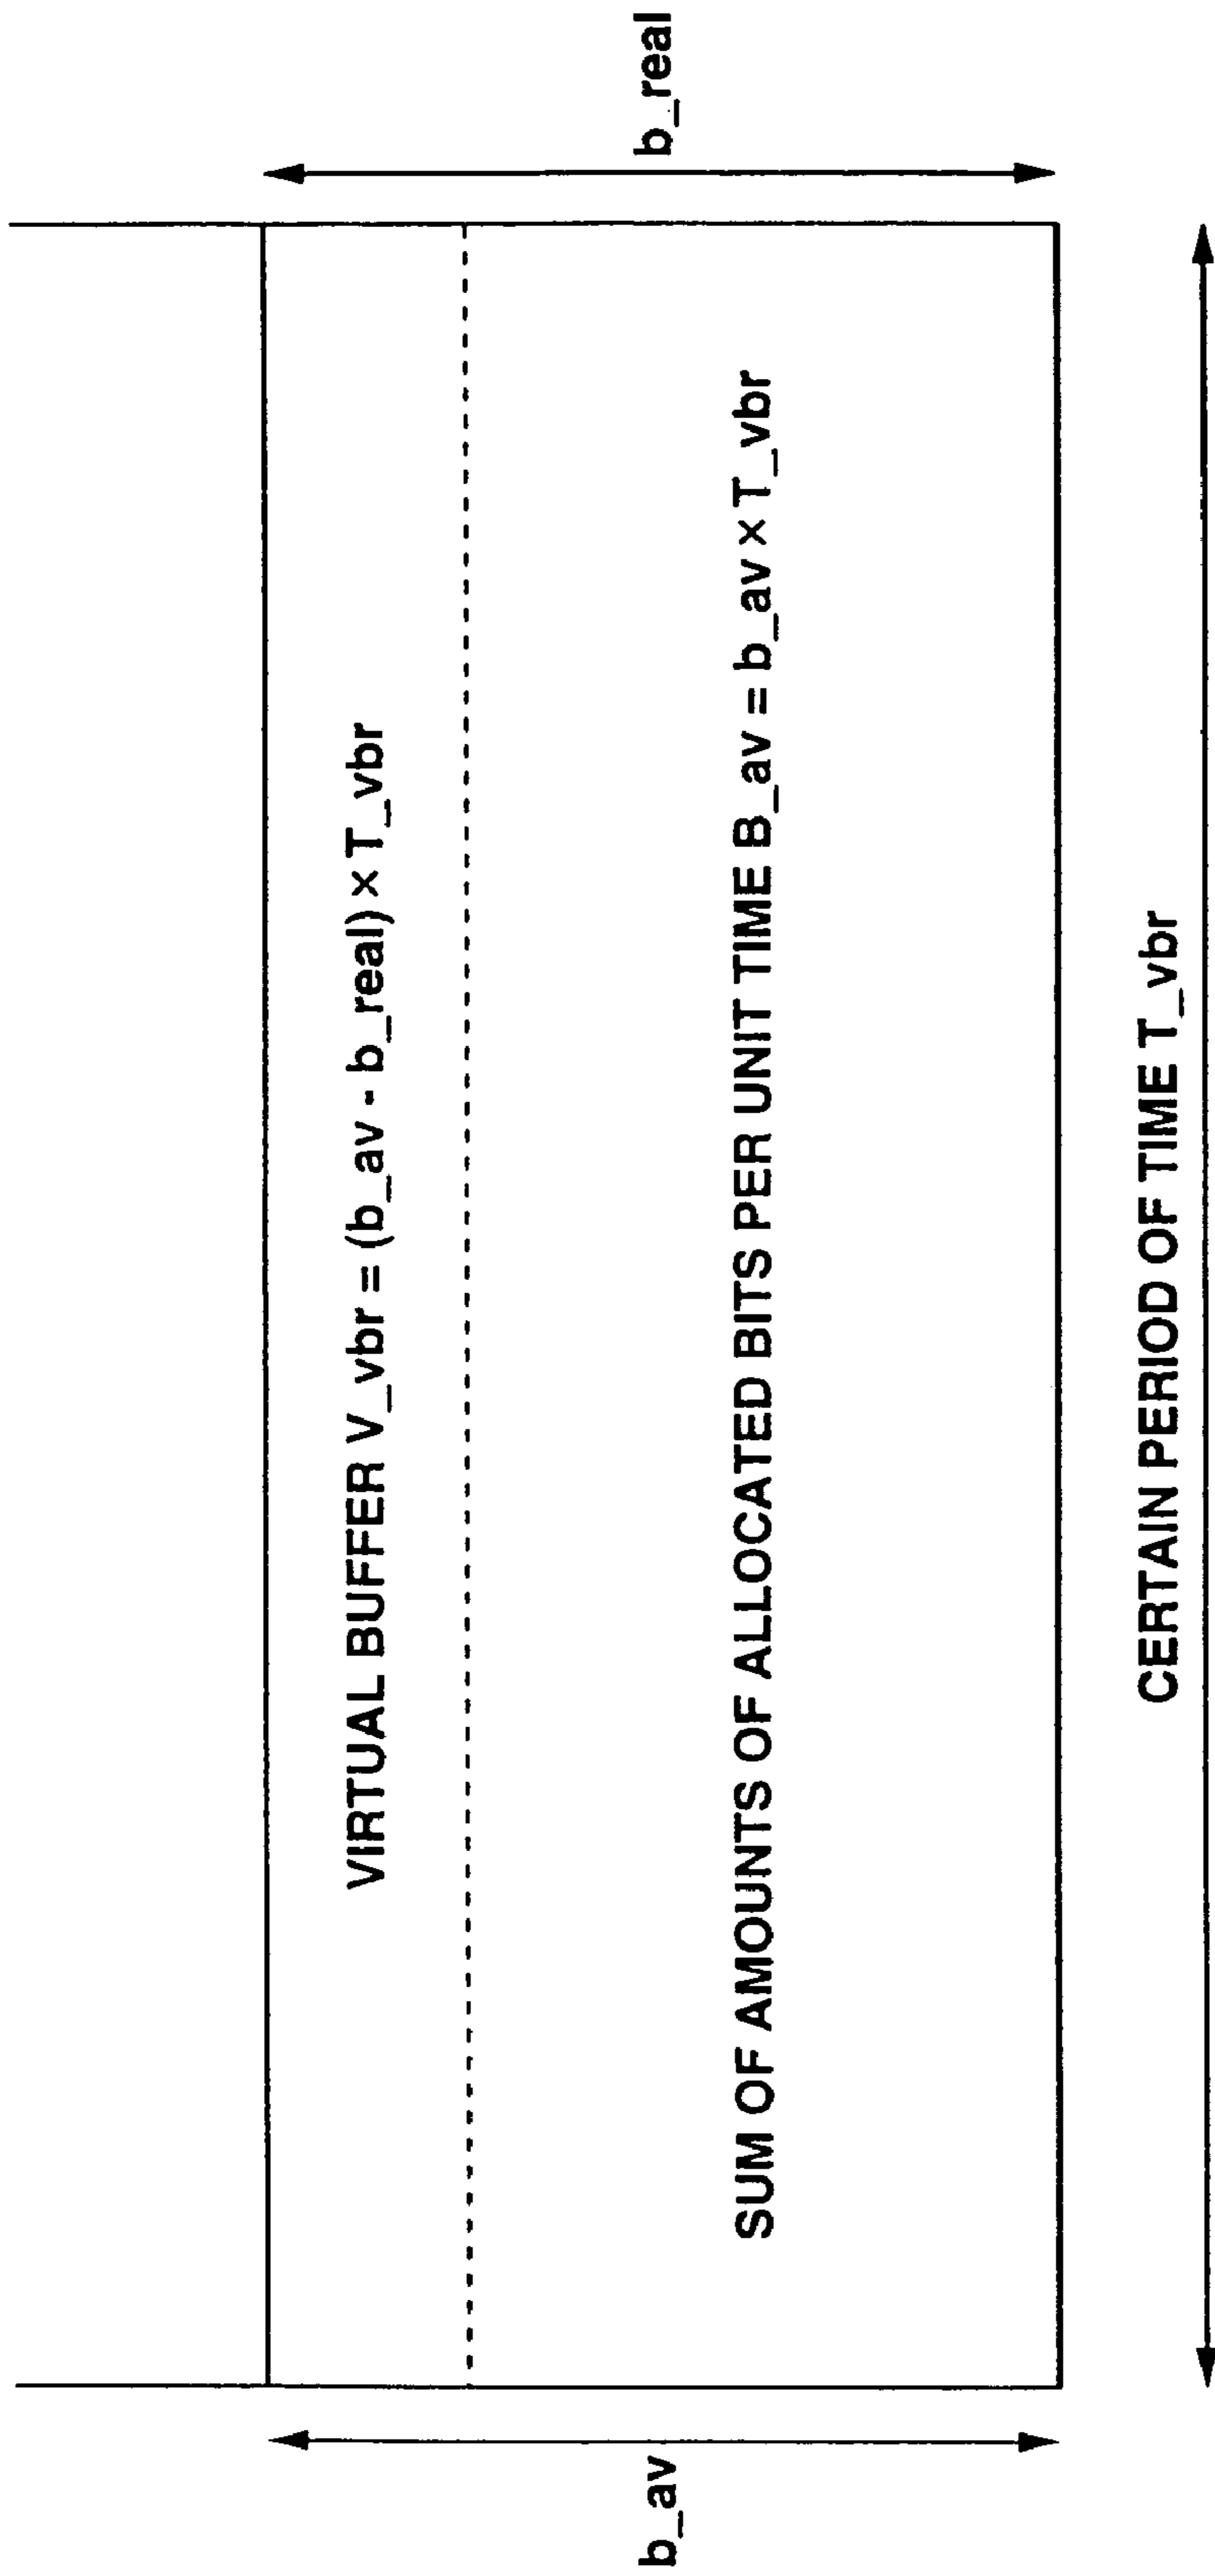 VIRTUAL BUFFER V_vbr = (b_av - b_real) × T_vbr
b_av
b_real
SUM OF AMOUNTS OF ALLOCATED BITS PER UNIT TIME B_av = b_av × T_vbr
CERTAIN PERIOD OF TIME T_vbr